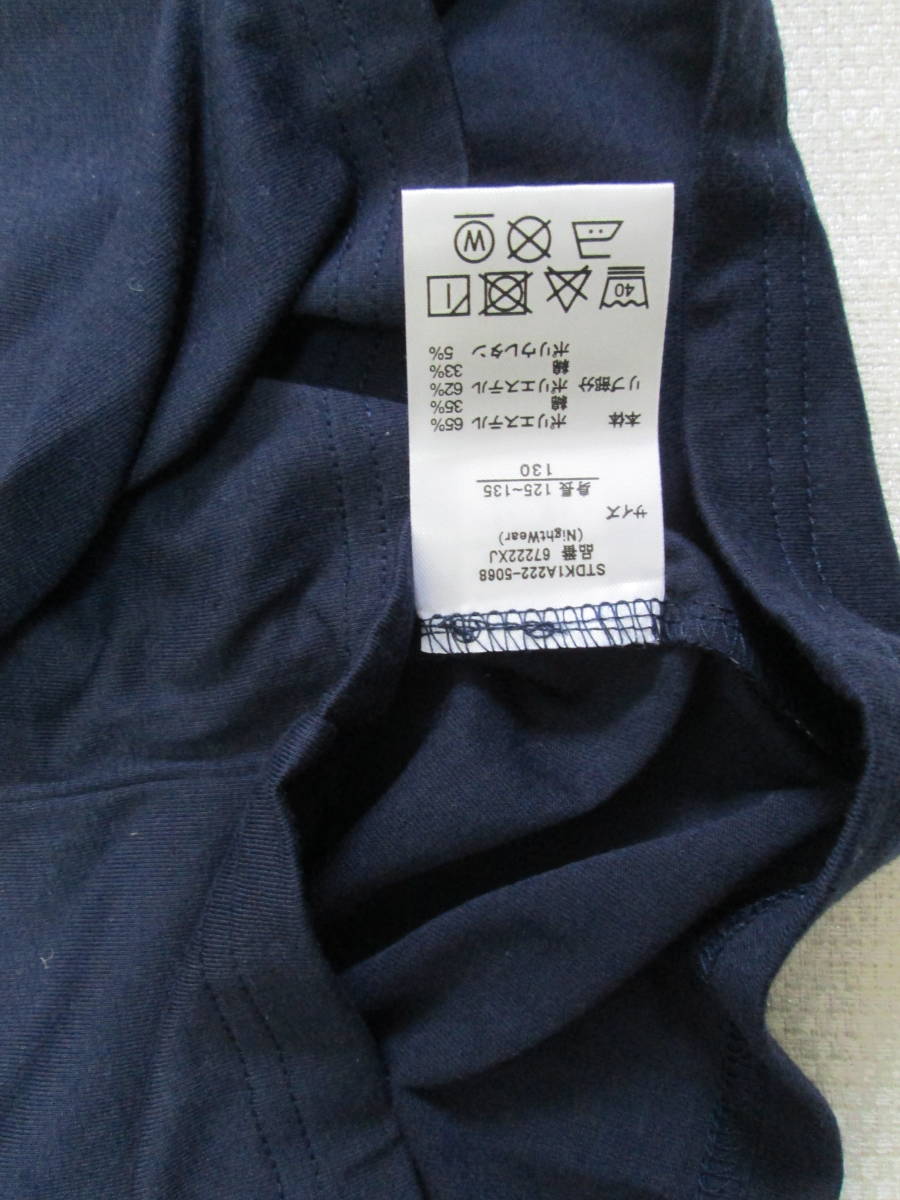 STDK1A222-5068
品番 67222XJ
(NightWear)
サイズ
身長 125~135
130
本体 ポリエステル 65%
綿 35%
リブ部分 ポリエステル 62%
綿 33%
ポリウレタン 5%
40
W